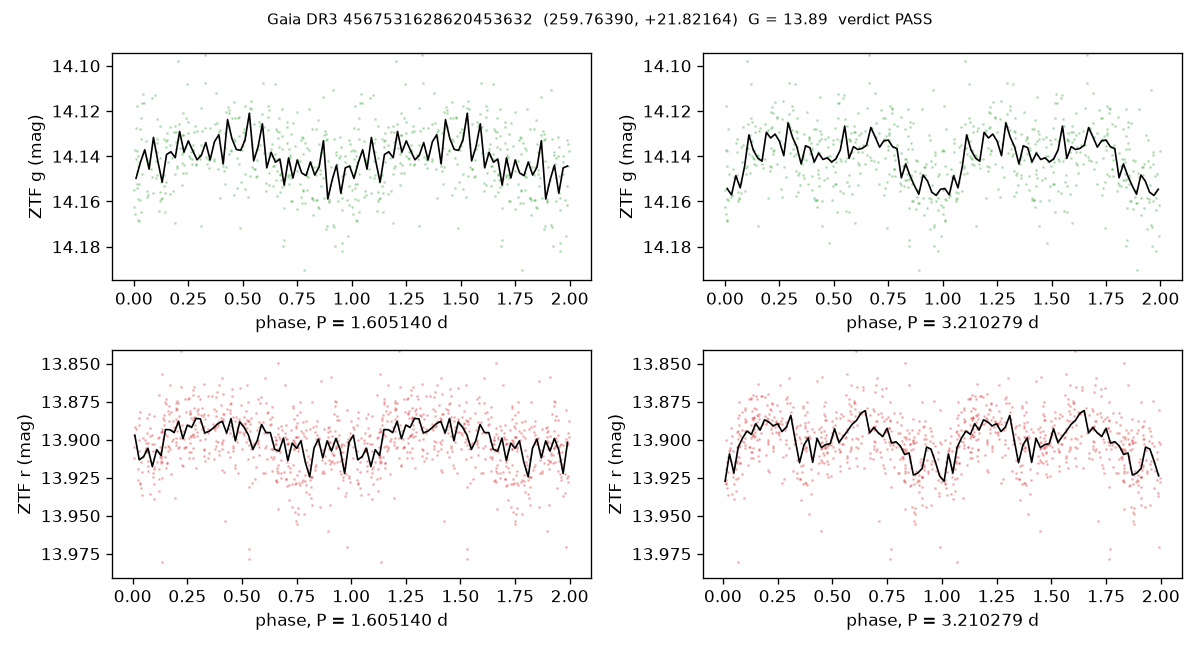 Gaia DR3 4567531628620453632 (259.76390, +21.82164) G = 13.89 verdict PASS
ZTF g (mag)
14.10
14.12
14.14
14.16
14.18
0.00 0.25 0.50 0.75 1.00 1.25 1.50 1.75 2.00
phase, P = 1.605140 d
ZTF g (mag)
14.10
14.12
14.14
14.16
14.18
0.00 0.25 0.50 0.75 1.00 1.25 1.50 1.75 2.00
phase, P = 3.210279 d
ZTF r (mag)
13.850
13.875
13.900
13.925
13.950
13.975
0.00 0.25 0.50 0.75 1.00 1.25 1.50 1.75 2.00
phase, P = 1.605140 d
ZTF r (mag)
13.850
13.875
13.900
13.925
13.950
13.975
0.00 0.25 0.50 0.75 1.00 1.25 1.50 1.75 2.00
phase, P = 3.210279 d